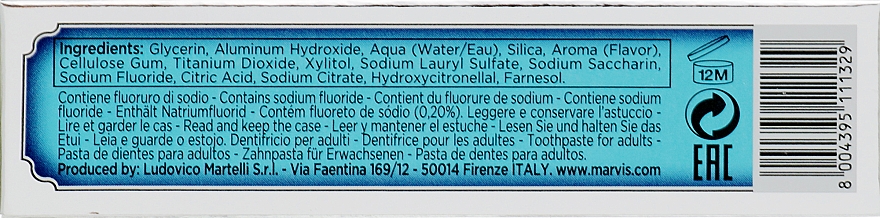 Ingredients: Glycerin, Aluminum Hydroxide, Aqua (Water/Eau), Silica, Aroma (Flavor),
Cellulose Gum, Titanium Dioxide, Xylitol, Sodium Lauryl Sulfate, Sodium Saccharin,
Sodium Fluoride, Citric Acid, Sodium Citrate, Hydroxycitronellal, Farnesol.
Contiene fluoruro di sodio - Contains sodium fluoride - Contient du fluorure de sodium - Contiene sodium
fluoride - Enthält Natriumfluorid - Contém fluoreto de sódio (0,20%). Leggere e conservare l'astuccio -
Lire et garder le cas - Read and keep the case - Leer y mantener el estuche - Lesen Sie und halten Sie das
Etui - Leia e guarde o estojo. Dentifricio per adulti - Dentifrice pour les adultes - Toothpaste for adults -
Pasta de dientes para adultos - Zahnpasta für Erwachsenen - Pasta de dentes para adultos.
Produced by: Ludovico Martelli S.r.l. - Via Faentina 169/12 - 50014 Firenze ITALY. www.marvis.com
12M
EAC
8 004395 111329